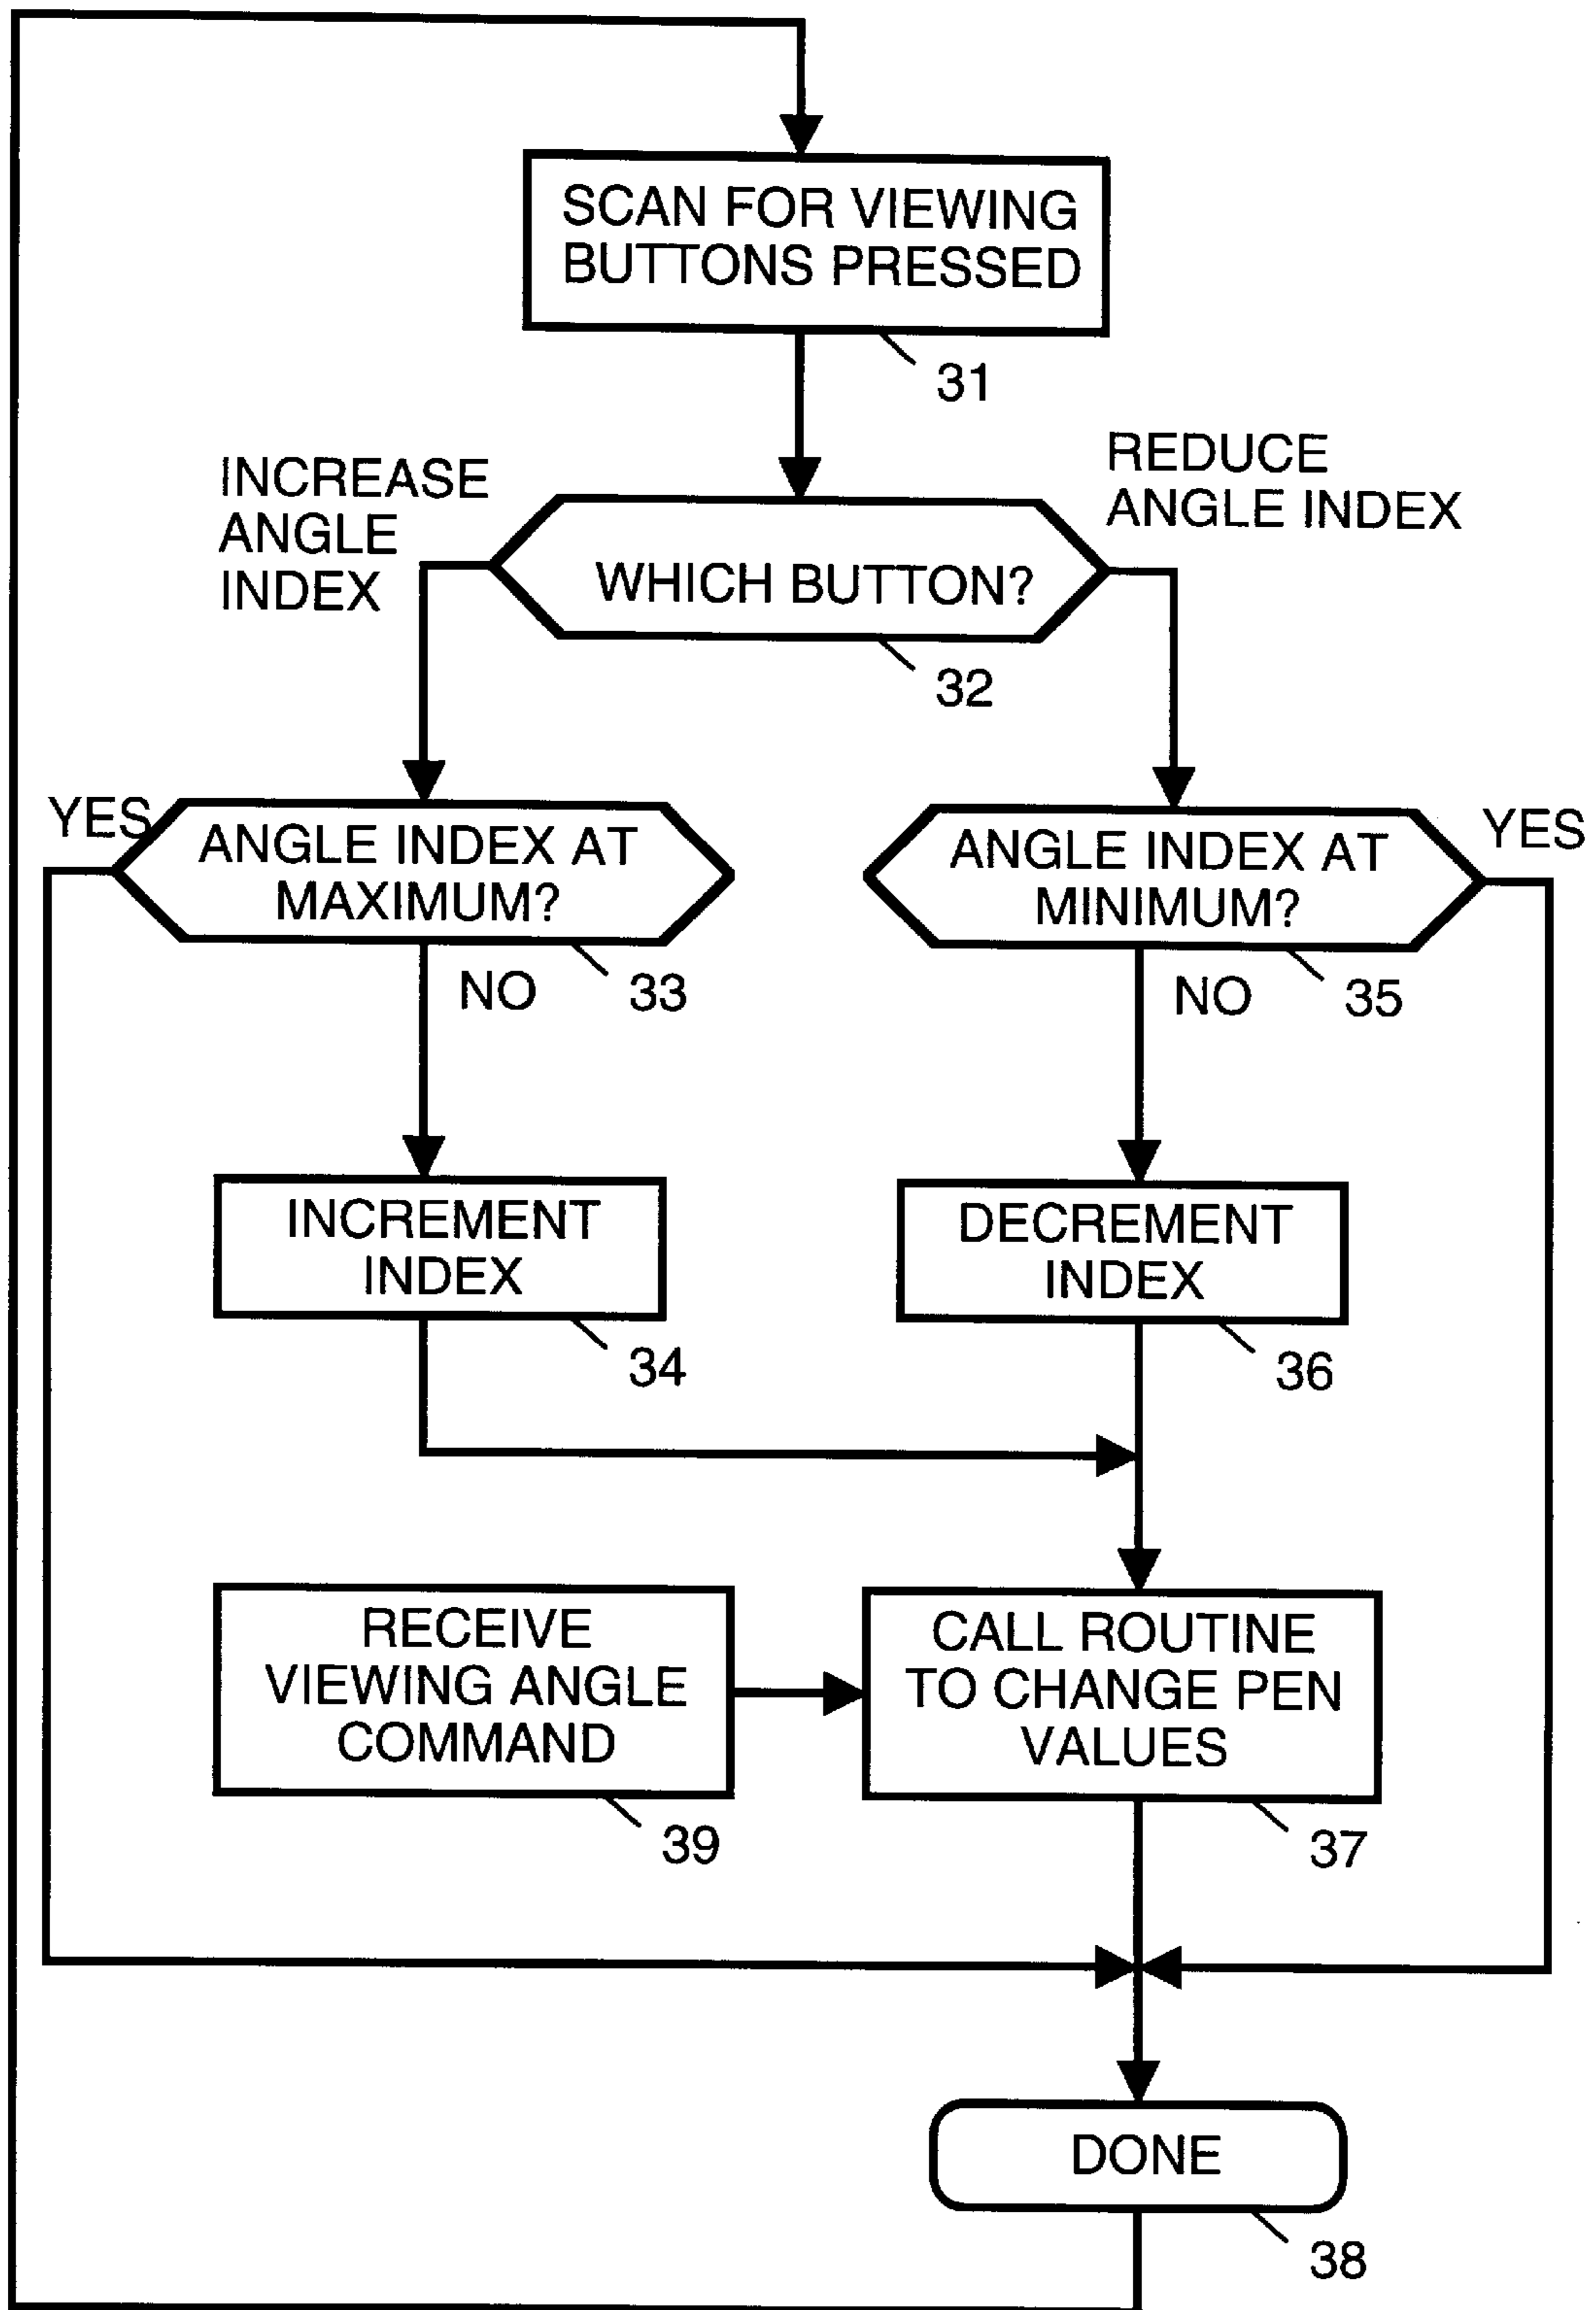 SCAN FOR VIEWING
BUTTONS PRESSED
31
INCREASE
ANGLE
INDEX
REDUCE
ANGLE INDEX
WHICH BUTTON?
32
YES
ANGLE INDEX AT
MAXIMUM?
33
NO
ANGLE INDEX AT
MINIMUM?
YES
35
NO
INCREMENT
INDEX
34
DECREMENT
INDEX
36
RECEIVE
VIEWING ANGLE
COMMAND
39
CALL ROUTINE
TO CHANGE PEN
VALUES
37
DONE
38